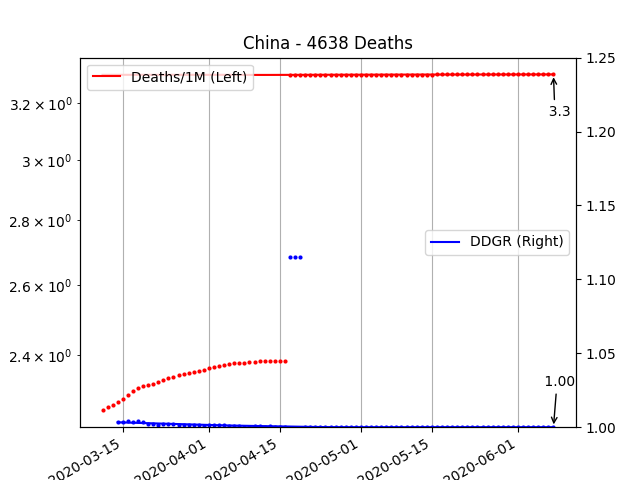 China - 4638 Deaths
Deaths/1M (Left)
DDGR (Right)
3.2 × 10⁰
3 × 10⁰
2.8 × 10⁰
2.6 × 10⁰
2.4 × 10⁰
1.25
1.20
1.15
1.10
1.05
1.00
3.3
1.00
2020-03-15
2020-04-01
2020-04-15
2020-05-01
2020-05-15
2020-06-01